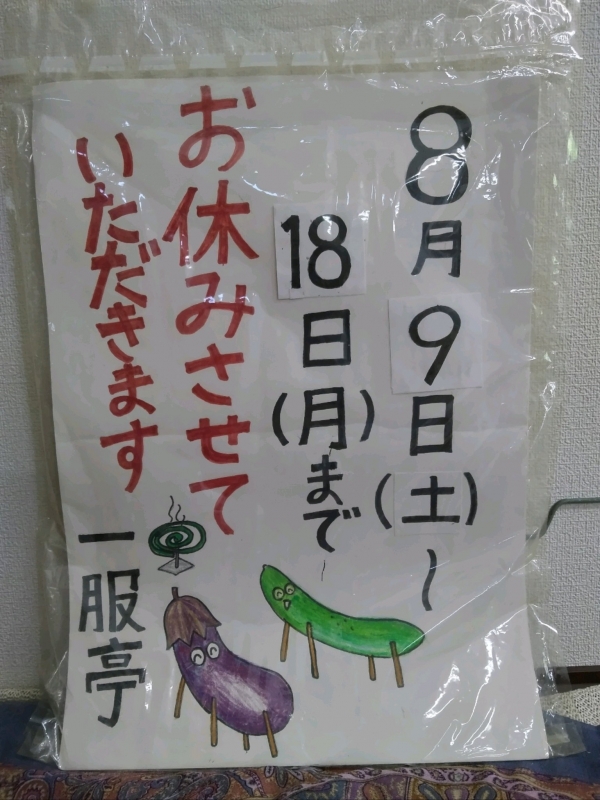 8月9日(土)〜
18日(月)まで
お休みさせて
いただきます
一服亭